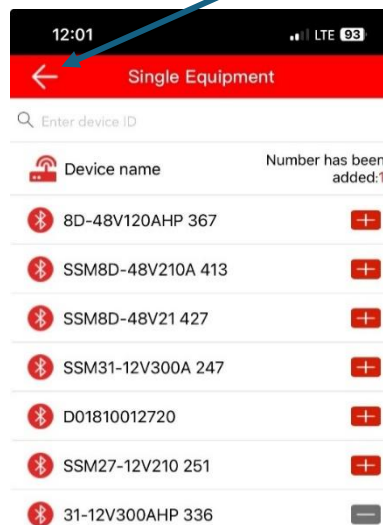 12:01 LTE 93
Single Equipment
Enter device ID
Device name
Number has been
added:1
8D-48V120AHP 367
SSM8D-48V210A 413
SSM8D-48V21 427
SSM31-12V300A 247
D01810012720
SSM27-12V210 251
31-12V300AHP 336